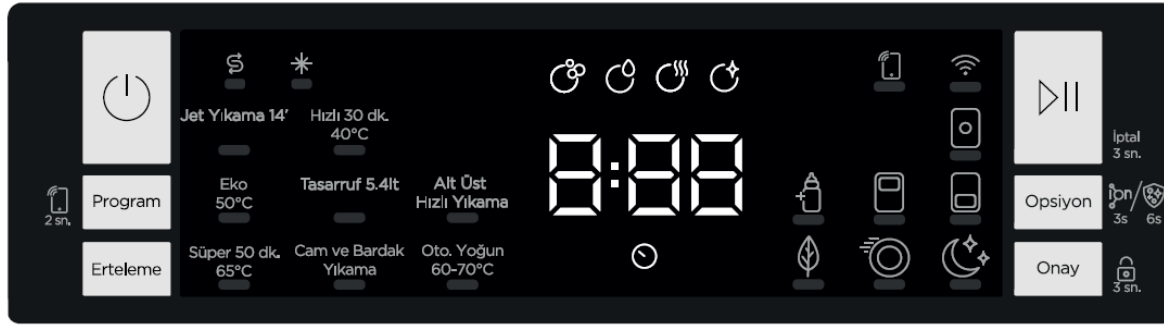 Jet Yıkama 14'
Hızlı 30 dk.
40°C
8:88
İptal
3 sn.
Program
2 sn.
Eko
50°C
Tasarruf 5.4lt
Alt Üst
Hızlı Yıkama
Opsiyon
ion/
3s
6s
Erteleme
Süper 50 dk.
65°C
Cam ve Bardak
Yıkama
Oto. Yoğun
60-70°C
Onay
3 sn.